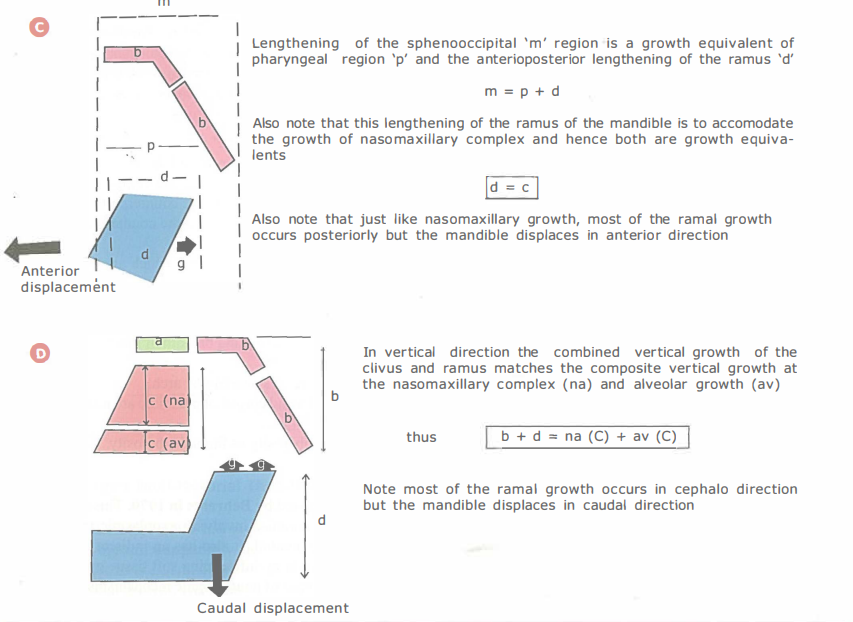 m
C
b
Lengthening of the sphenooccipital ‘m’ region is a growth equivalent of
pharyngeal region ‘p’ and the anterioposterior lengthening of the ramus ‘d’
m = p + d
b
Also note that this lengthening of the ramus of the mandible is to accomodate
the growth of nasomaxillary complex and hence both are growth equiva-
lents
p
d
d = c
Also note that just like nasomaxillary growth, most of the ramal growth
occurs posteriorly but the mandible displaces in anterior direction
d
g
Anterior
displacement
D
a
b
In vertical direction the combined vertical growth of the
clivus and ramus matches the composite vertical growth at
the nasomaxillary complex (na) and alveolar growth (av)
c (na)
b
b
c (av)
thus
b + d = na (C) + av (C)
g g
Note most of the ramal growth occurs in cephalo direction
but the mandible displaces in caudal direction
d
Caudal displacement